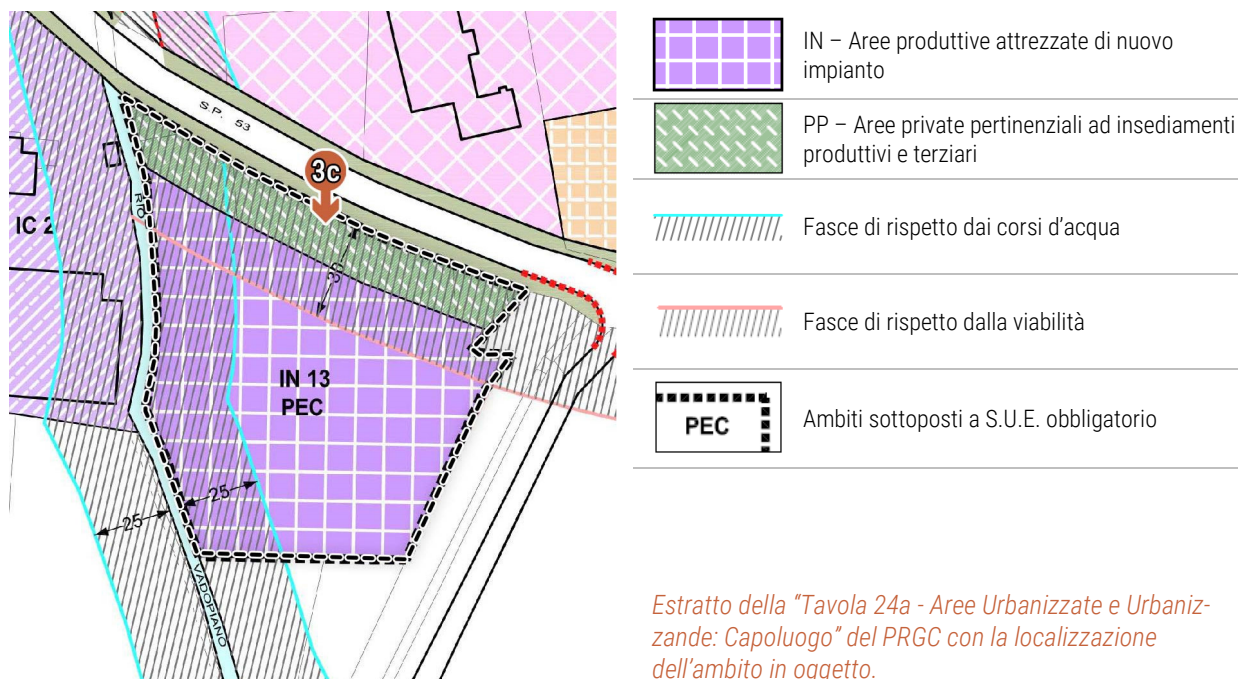 S.P. 53
3c
RIO
IC 2
30
IN 13
PEC
25
25
VADOPIANO
IN – Aree produttive attrezzate di nuovo
impianto
PP – Aree private pertinenziali ad insediamenti
produttivi e terziari
Fasce di rispetto dai corsi d’acqua
Fasce di rispetto dalla viabilità
PEC
Ambiti sottoposti a S.U.E. obbligatorio
Estratto della “Tavola 24a - Aree Urbanizzate e Urbaniz-
zande: Capoluogo” del PRGC con la localizzazione
dell’ambito in oggetto.